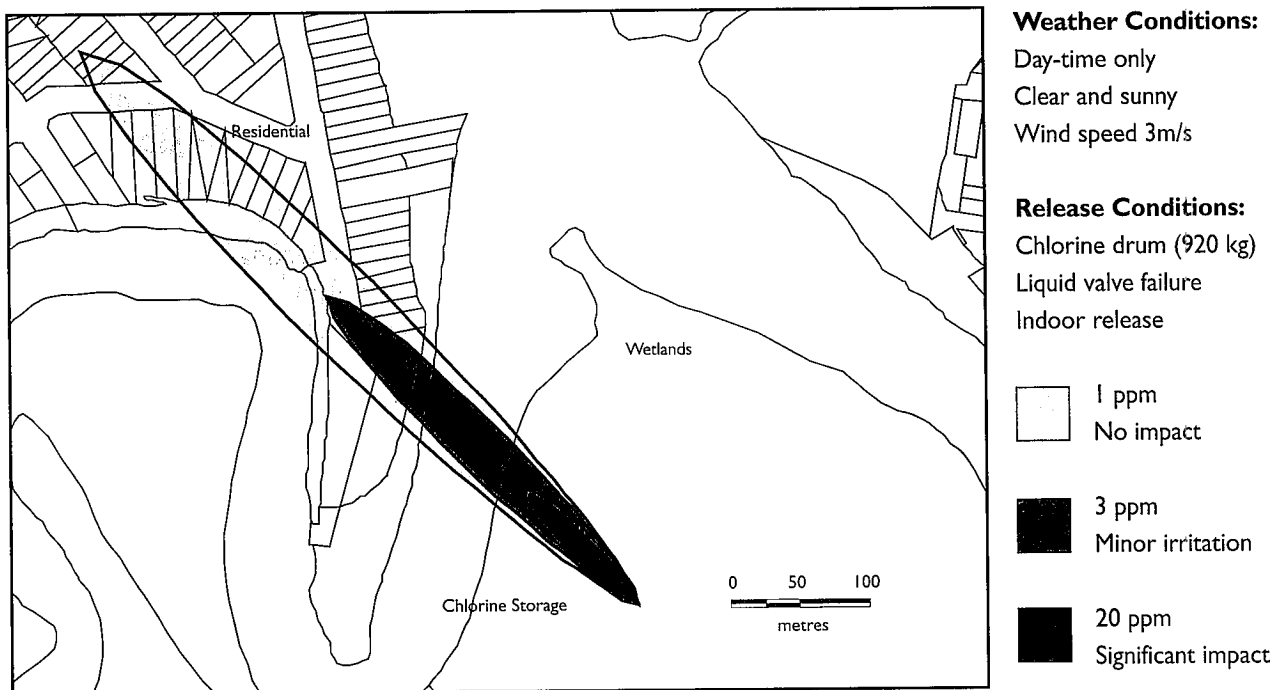 Residential
Wetlands
Chlorine Storage
0 50 100
metres
Weather Conditions:
Day-time only
Clear and sunny
Wind speed 3m/s
Release Conditions:
Chlorine drum (920 kg)
Liquid valve failure
Indoor release
1 ppm
No impact
3 ppm
Minor irritation
20 ppm
Significant impact